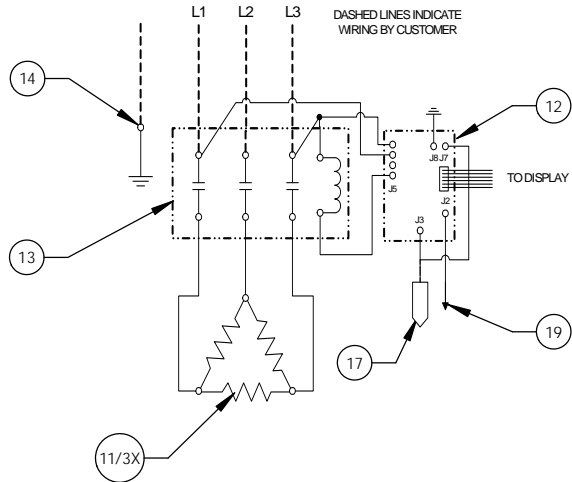 L1 L2 L3
DASHED LINES INDICATE
WIRING BY CUSTOMER
14
12
J8 J7
TO DISPLAY
J5
J2
J3
13
17
19
11/3X